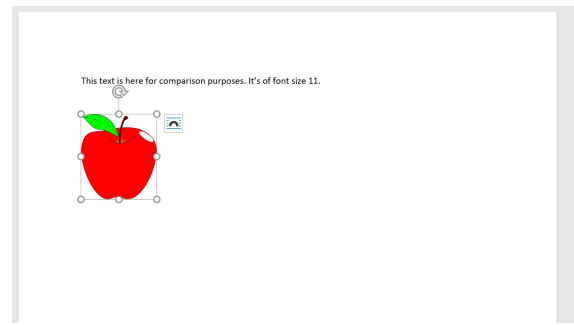 This text is here for comparison purposes. It’s of font size 11.